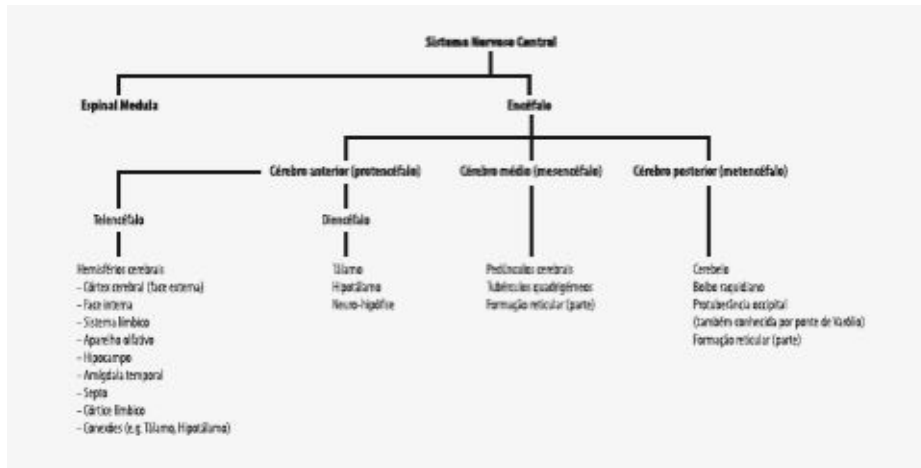 Sistema Nervoso Central
Espinal Medula
Encéfalo
Cérebro anterior (protencéfalo)
Cérebro médio (mesencéfalo)
Cérebro posterior (metencéfalo)
Telencéfalo
Diencéfalo
Hemisférios cerebrais
– Córtex cerebral (face externa)
– Face interna
– Sistema límbico
– Aparelho olfativo
– Hipocampo
– Amígdala temporal
– Septo
– Córtice límbico
– Conexões (e.g. Tálamo, Hipotálamo)
Tálamo
Hipotálamo
Neuro-hipófise
Pedúnculos cerebrais
Tubérculos quadrigémeos
Formação reticular (parte)
Cerebelo
Bolbo raquidiano
Protuberância occipital
(também conhecida por ponte de Varólio)
Formação reticular (parte)